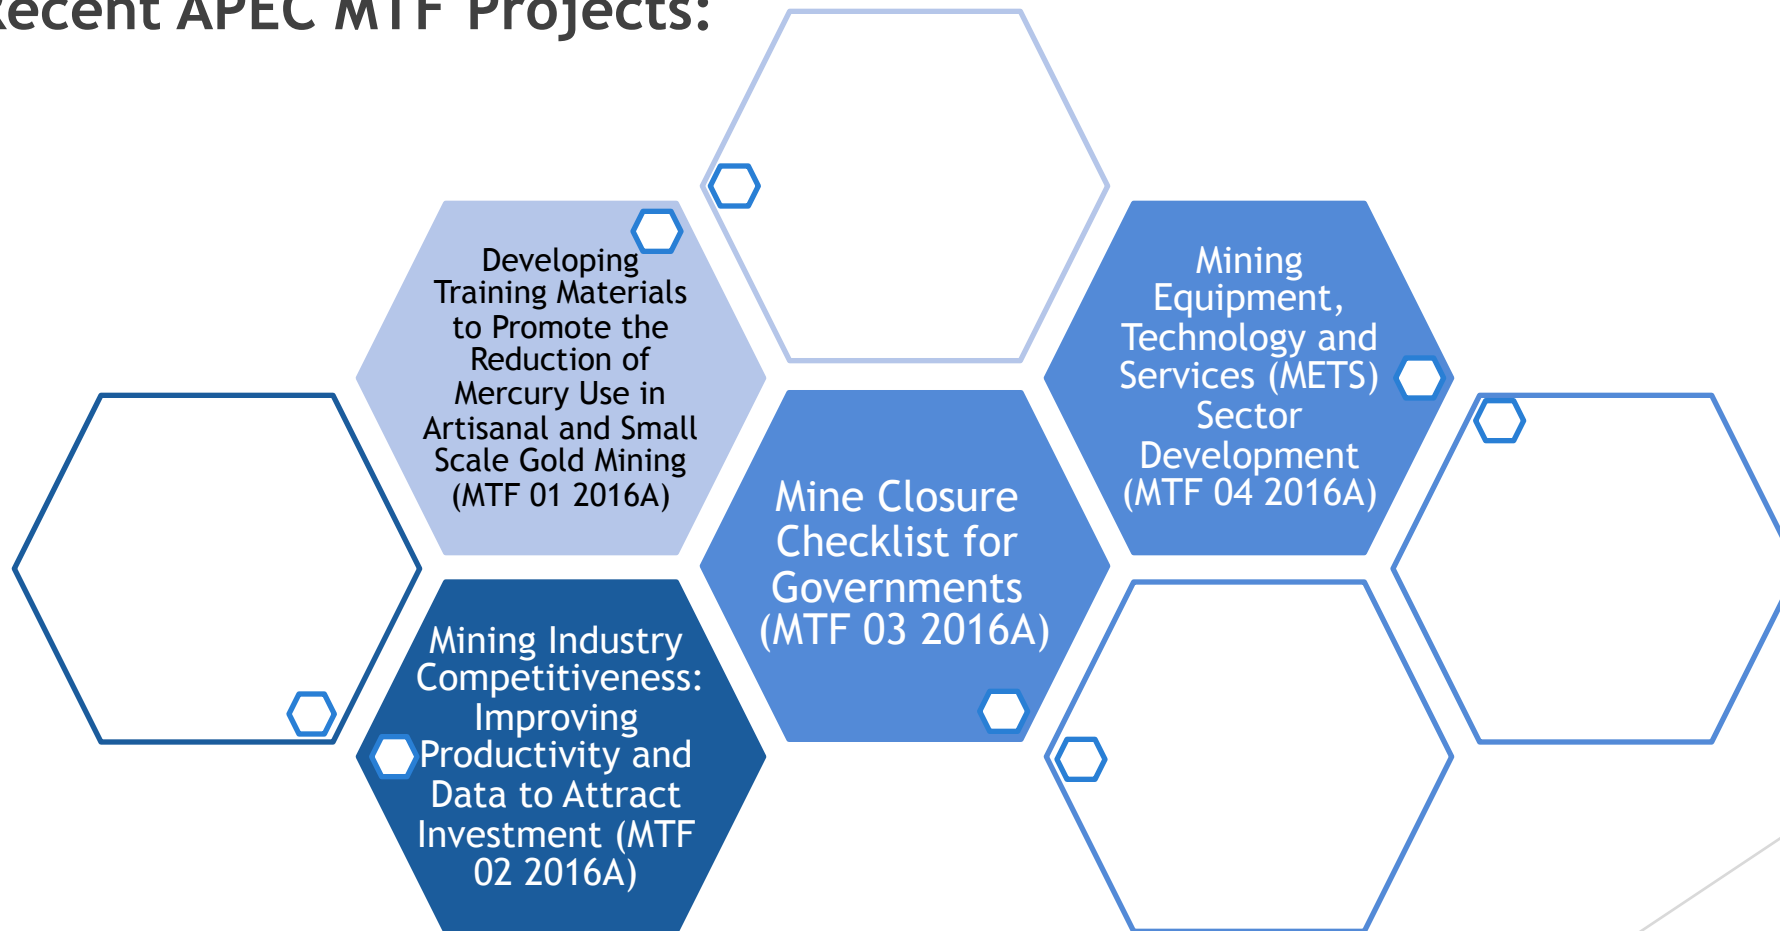 Recent APEC MTF Projects:
Developing
Training Materials
to Promote the
Reduction of
Mercury Use in
Artisanal and Small
Scale Gold Mining
(MTF 01 2016A)
Mining Industry
Competitiveness:
Improving
Productivity and
Data to Attract
Investment (MTF
02 2016A)
Mine Closure
Checklist for
Governments
(MTF 03 2016A)
Mining
Equipment,
Technology and
Services (METS)
Sector
Development
(MTF 04 2016A)